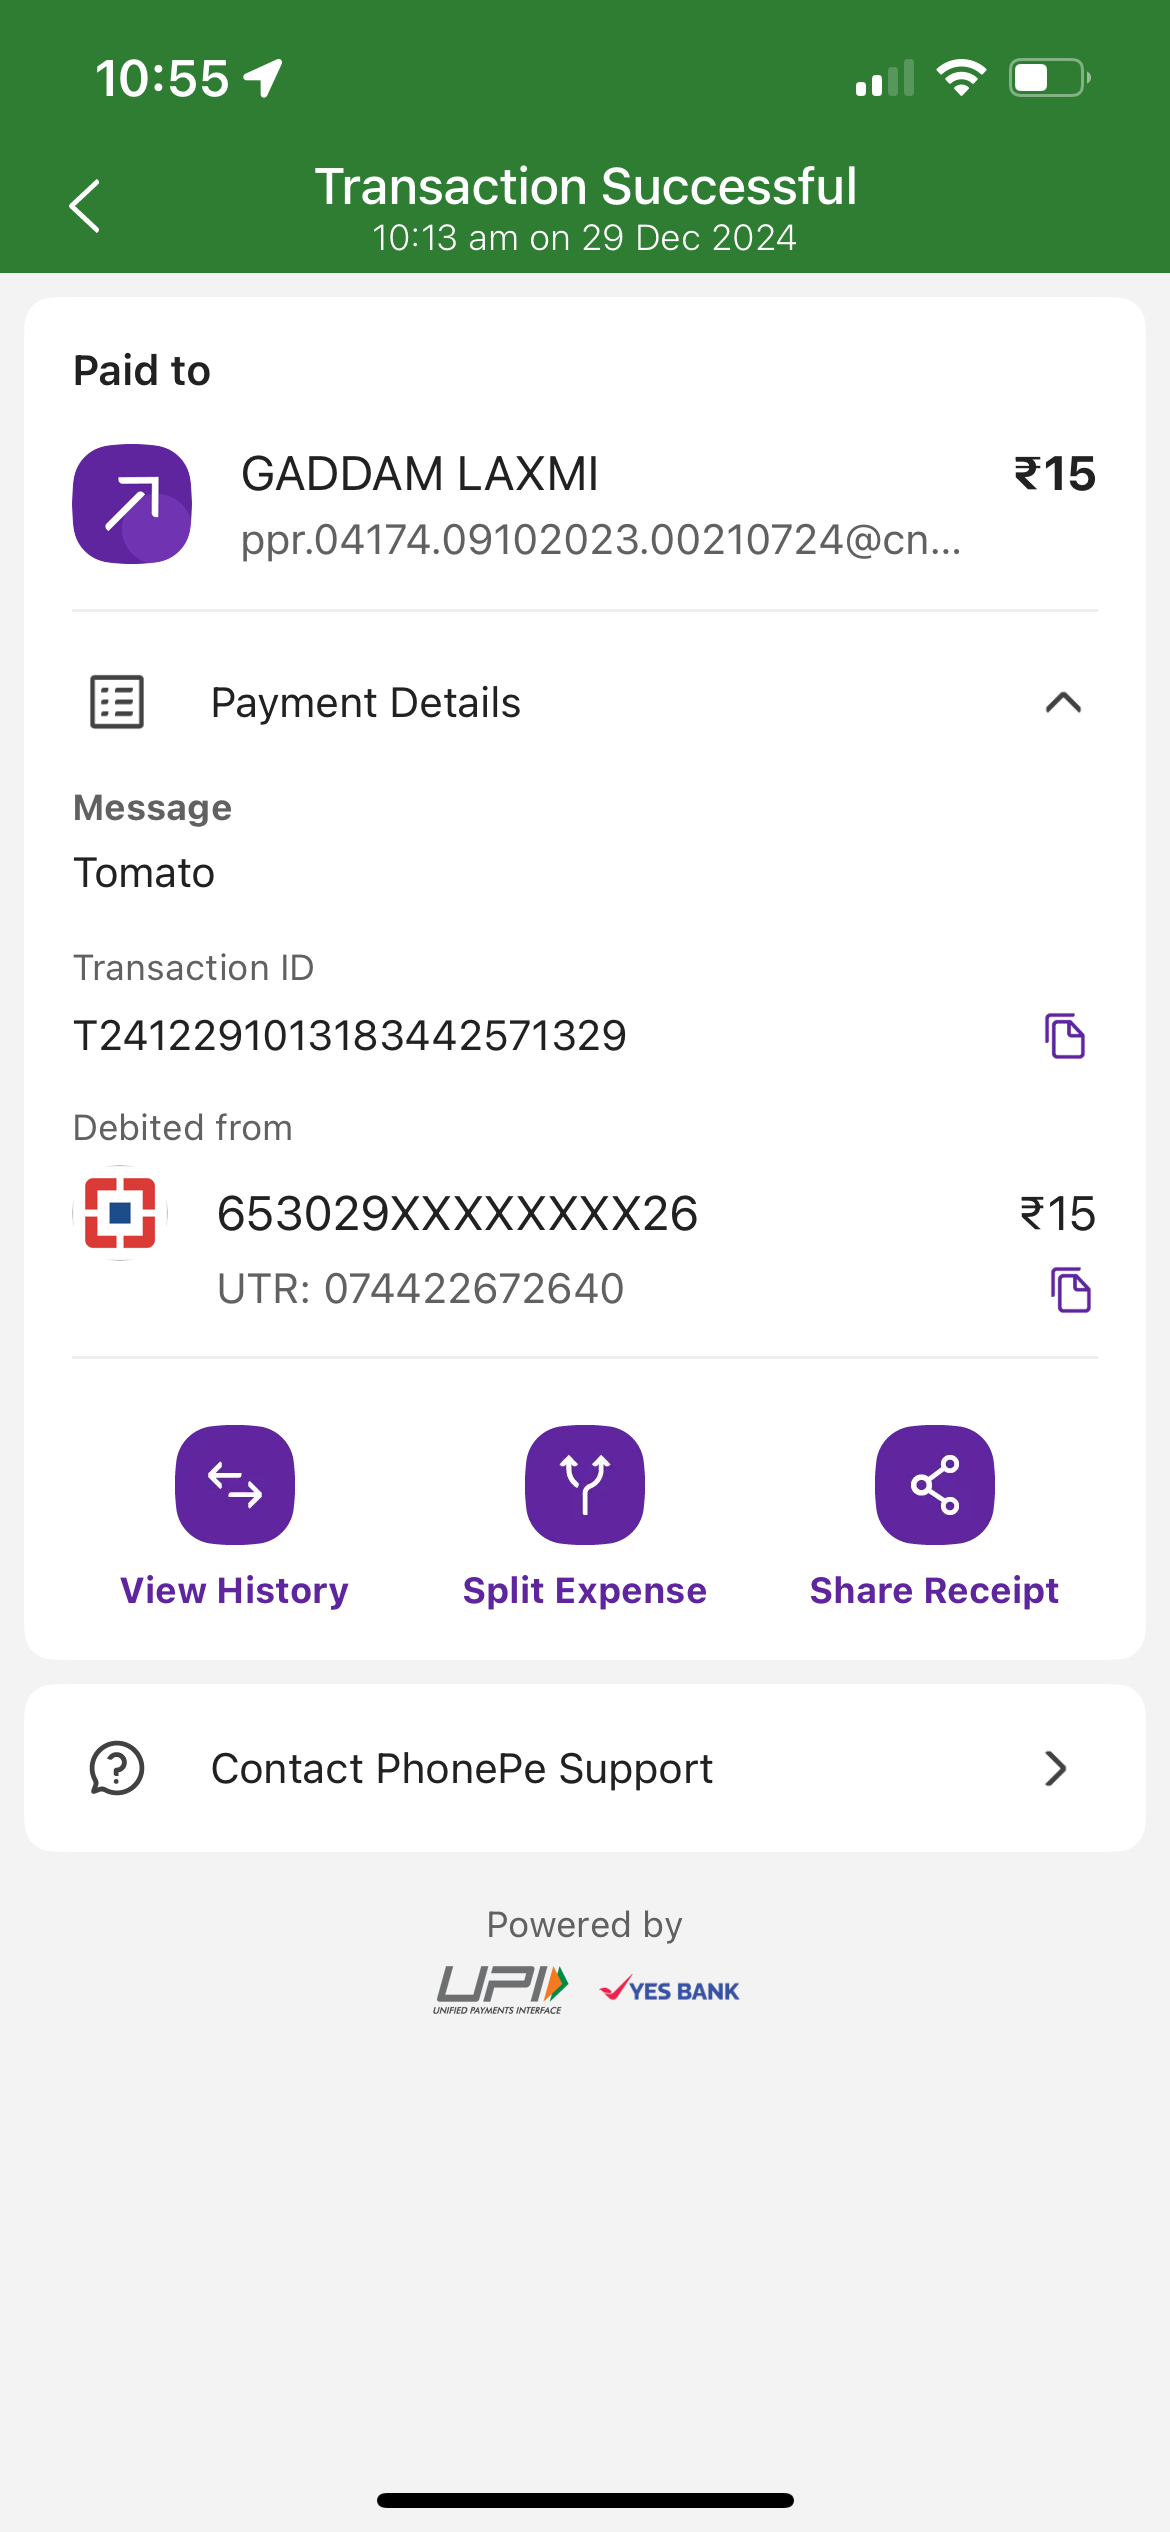 10:55
Transaction Successful
10:13 am on 29 Dec 2024
Paid to
GADDAM LAXMI ₹15
ppr.04174.09102023.00210724@cn...
Payment Details
Message
Tomato
Transaction ID
T2412291013183442571329
Debited from
653029XXXXXXXX26 ₹15
UTR: 074422672640
View History Split Expense Share Receipt
Contact PhonePe Support
Powered by
UPI YES BANK
UNIFIED PAYMENTS INTERFACE